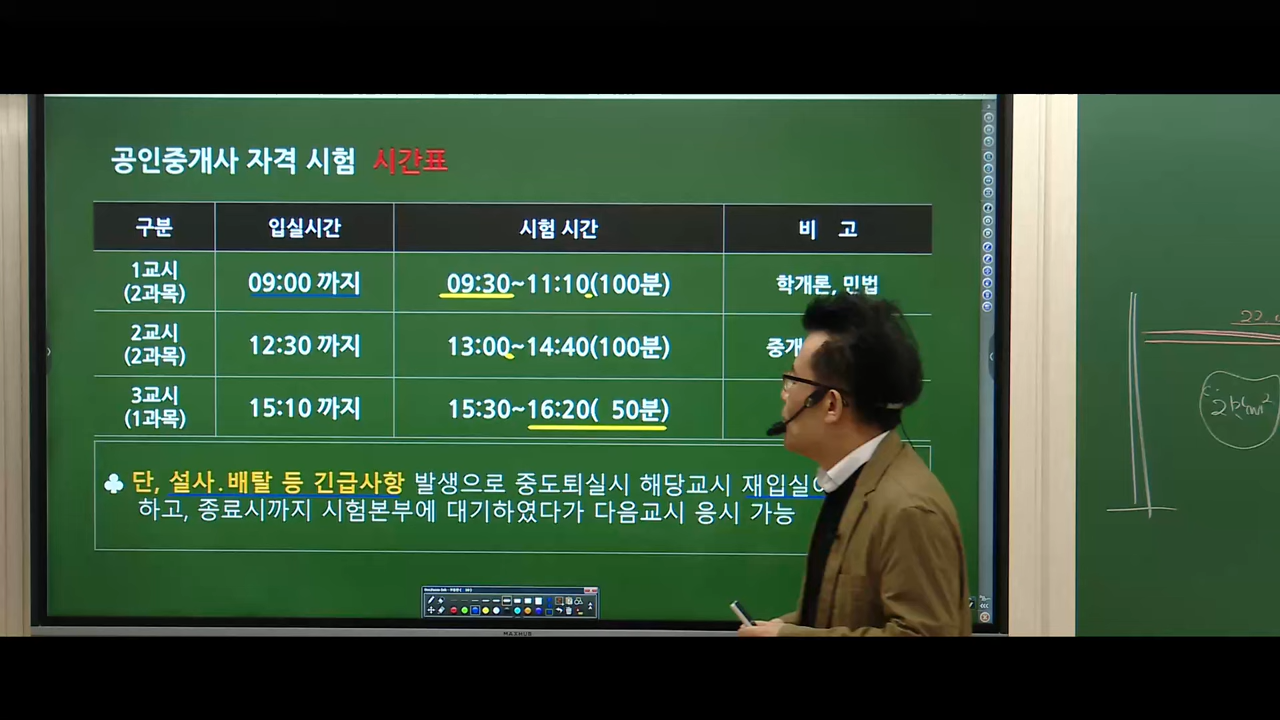 공인중개사 자격 시험 시간표
구분 입실시간 시험 시간 비 고
1교시
(2과목) 09:00 까지 09:30~11:10(100분) 학개론, 민법
2교시
(2과목) 12:30 까지 13:00~14:40(100분) 중개
3교시
(1과목) 15:10 까지 15:30~16:20( 50분)
♣ 단, 설사.배탈 등 긴급사항 발생으로 중도퇴실시 해당교시 재입실
하고, 종료시까지 시험본부에 대기하였다가 다음교시 응시 가능
MAXHUB
22